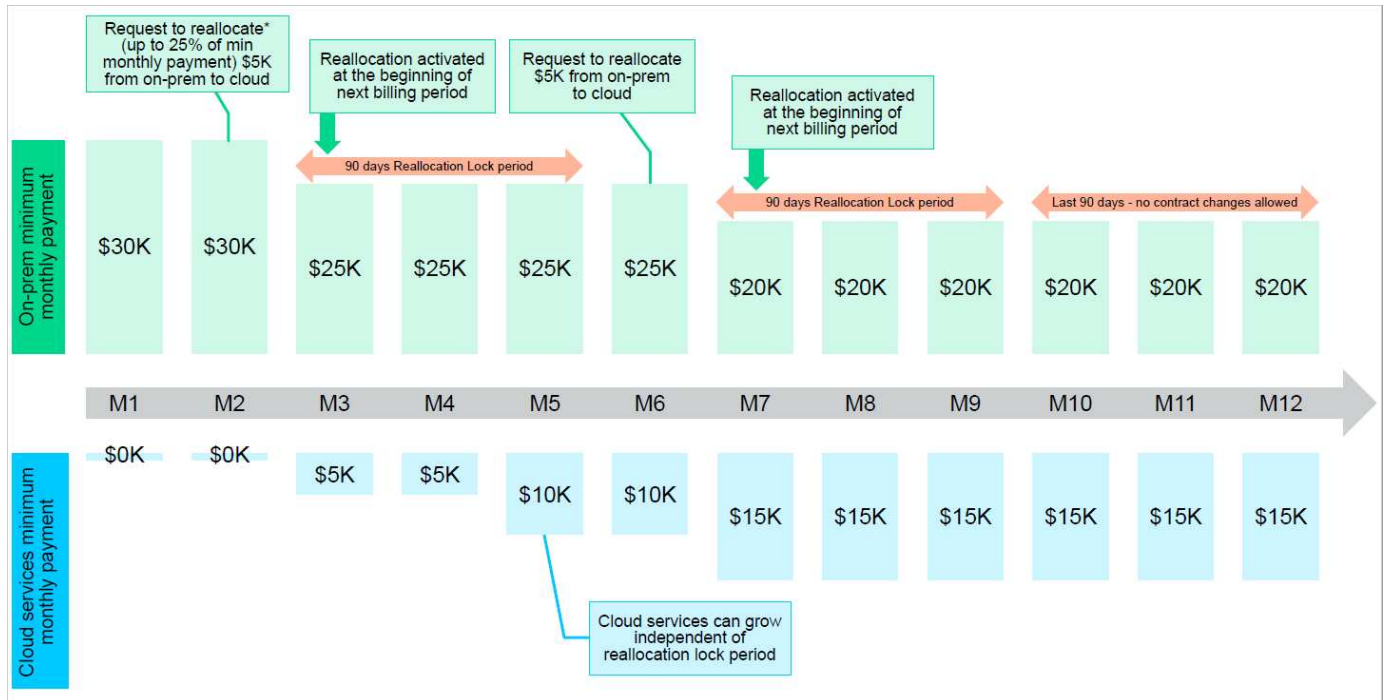 Request to reallocate*
(up to 25% of min
monthly payment) $5K
from on-prem to cloud
Reallocation activated
at the beginning of
next billing period
Request to reallocate
$5K from on-prem
to cloud
Reallocation activated
at the beginning of
next billing period
On-prem minimum
monthly payment
90 days Reallocation Lock period
90 days Reallocation Lock period
Last 90 days - no contract changes allowed
$30K
$30K
$25K
$25K
$25K
$25K
$20K
$20K
$20K
$20K
$20K
$20K
M1
M2
M3
M4
M5
M6
M7
M8
M9
M10
M11
M12
Cloud services minimum
monthly payment
$0K
$0K
$5K
$5K
$10K
$10K
$15K
$15K
$15K
$15K
$15K
$15K
Cloud services can grow
independent of
reallocation lock period